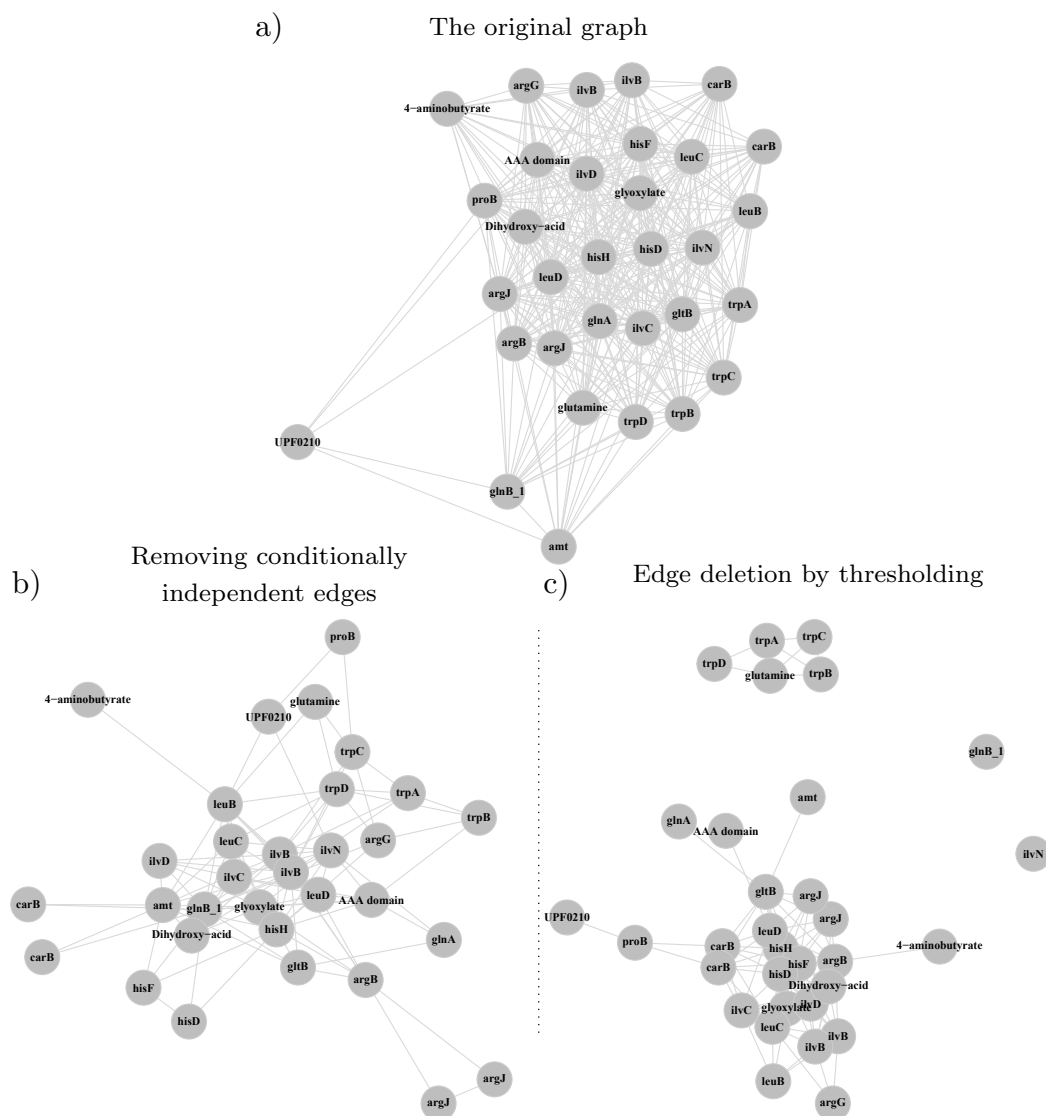 a)
The original graph
argG
ilvB
ilvB
carB
4−aminobutyrate
hisF
carB
AAA domain
leuC
ilvD
glyoxylate
proB
leuB
Dihydroxy−acid
hisH
hisD
ilvN
leuD
argJ
trpA
glnA
gltB
ilvC
argB
argJ
trpC
glutamine
trpB
trpD
UPF0210
glnB_1
amt
b)
Removing conditionally
independent edges
proB
4−aminobutyrate
glutamine
UPF0210
trpC
trpD
trpA
leuB
trpB
leuC
argG
ilvB
ilvN
ilvD
ilvB
ilvC
leuD
carB
amt
glnB_1
glyoxylate
AAA domain
Dihydroxy−acid
hisH
glnA
carB
gltB
argB
hisF
hisD
argJ
argJ
c)
Edge deletion by thresholding
trpA
trpC
trpD
glutamine
trpB
glnB_1
amt
glnA
AAA domain
ilvN
gltB
argJ
UPF0210
argJ
leuD
proB
carB
hisH
4−aminobutyrate
argB
hisF
carB
hisD
Dihydroxy−acid
ilvC
glyoxylate
ilvD
leuC
ilvB
ilvB
leuB
argG